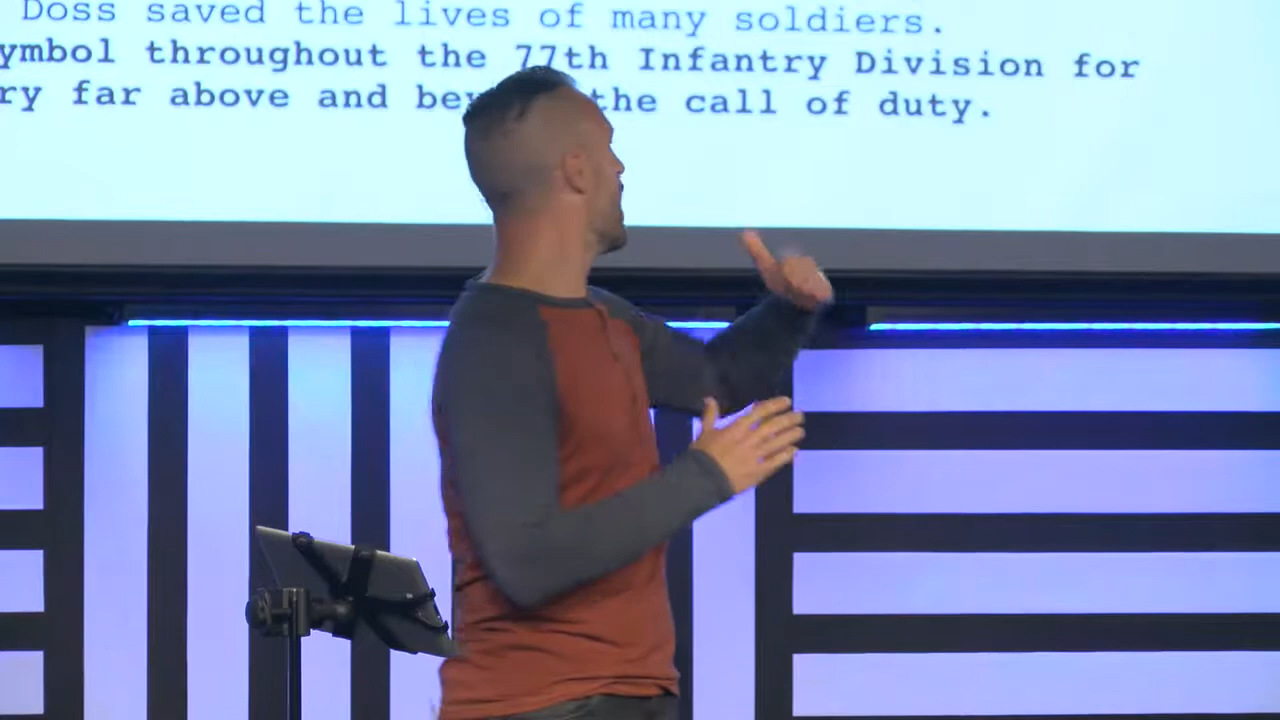 Doss saved the lives of many soldiers.
ymbol throughout the 77th Infantry Division for
ry far above and bey the call of duty.